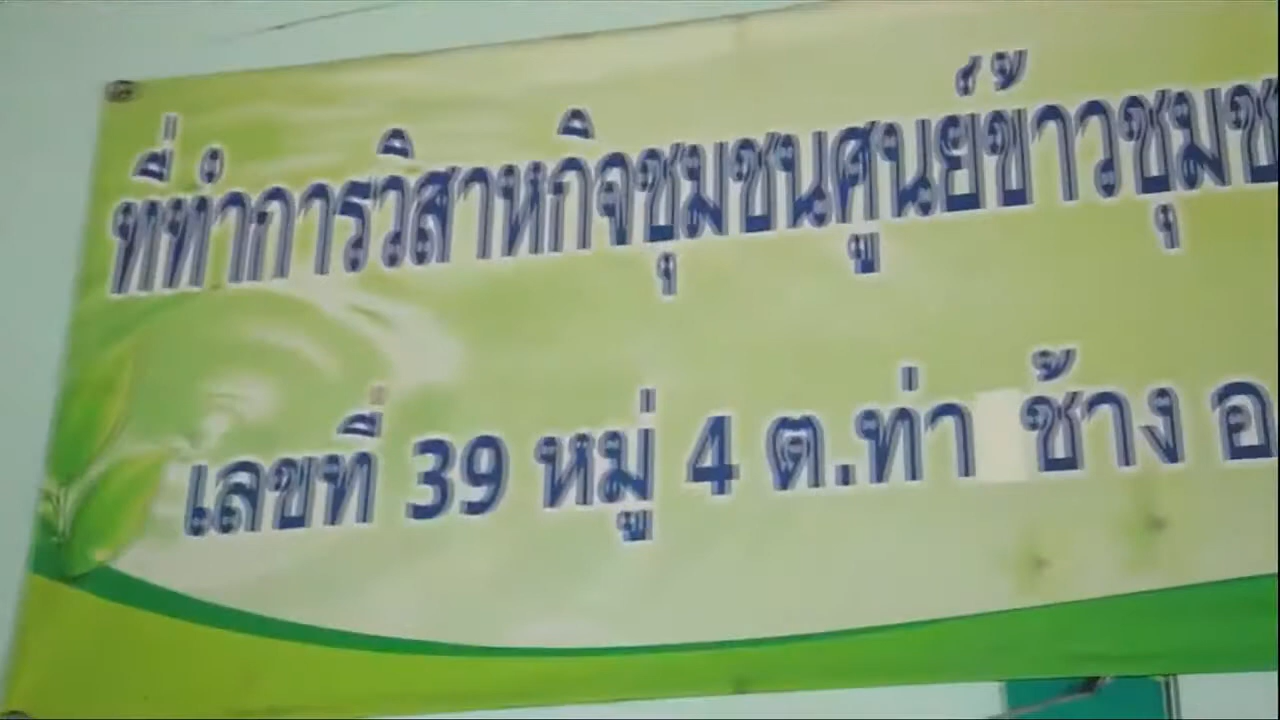 ที่ทำการวิสาหกิจชุมชนศูนย์ข้าวชุมช
เลขที่ 39 หมู่ 4 ต.ท่า ช้าง อ